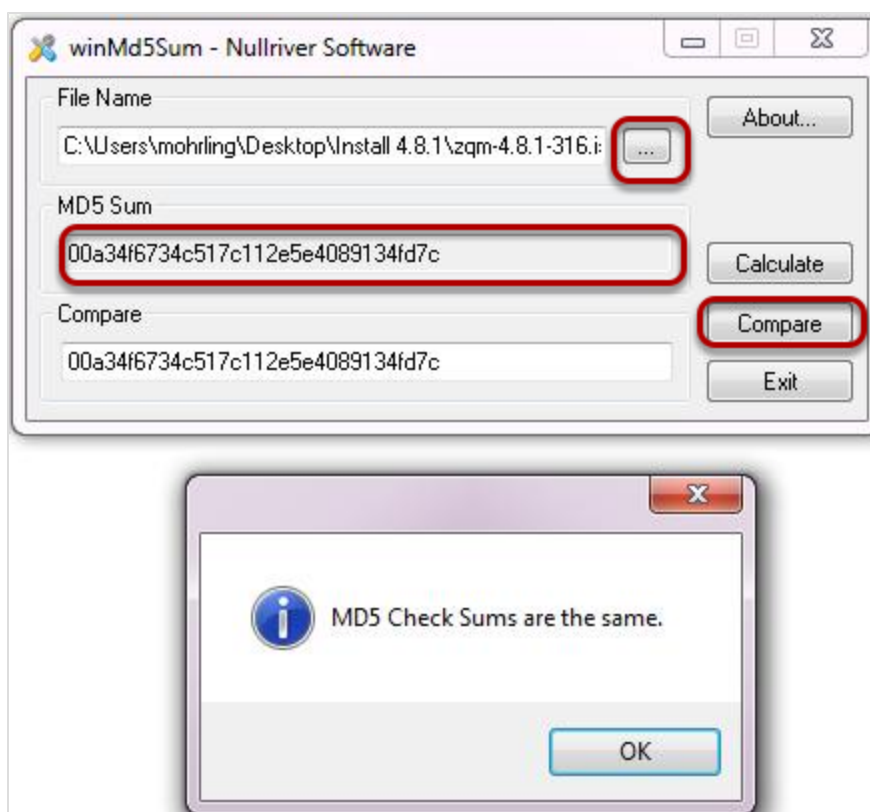 winMd5Sum - Nullriver Software
File Name
About...
C:\Users\mohrling\Desktop\Install 4.8.1\zqm-4.8.1-316.i
...
MD5 Sum
00a34f6734c517c112e5e4089134fd7c
Calculate
Compare
Compare
00a34f6734c517c112e5e4089134fd7c
Exit
MD5 Check Sums are the same.
OK